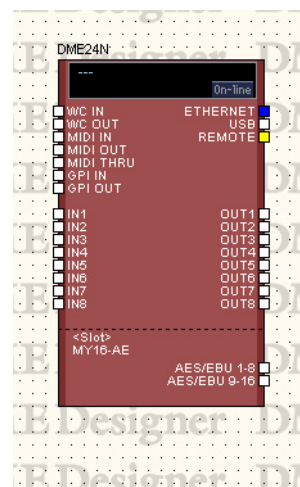 DME24N
---
On-line
WC IN ETHERNET
WC OUT USB
MIDI IN REMOTE
MIDI OUT
MIDI THRU
GPI IN
GPI OUT
IN1 OUT1
IN2 OUT2
IN3 OUT3
IN4 OUT4
IN5 OUT5
IN6 OUT6
IN7 OUT7
IN8 OUT8
<Slot>
MY16-AE
AES/EBU 1-8
AES/EBU 9-16
E Designer D